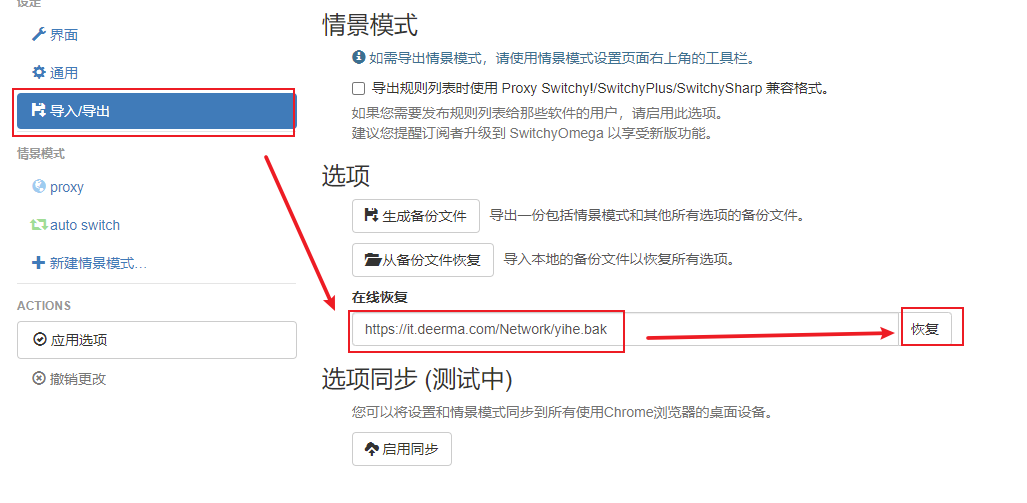 设定
界面
通用
导入/导出
情景模式
proxy
auto switch
新建情景模式...
ACTIONS
应用选项
撤销更改
情景模式
如需导出情景模式，请使用情景模式设置页面右上角的工具栏。
导出规则列表时使用 Proxy Switchy!/SwitchyPlus/SwitchySharp 兼容格式。
如果您需要发布规则列表给那些软件的用户，请启用此选项。
建议您提醒订阅者升级到 SwitchyOmega 以享受新版功能。
选项
生成备份文件 导出一份包括情景模式和其他所有选项的备份文件。
从备份文件恢复 导入本地的备份文件以恢复所有选项。
在线恢复
https://it.deerma.com/Network/yihe.bak 恢复
选项同步 (测试中)
您可以将设置和情景模式同步到所有使用Chrome浏览器的桌面设备。
启用同步